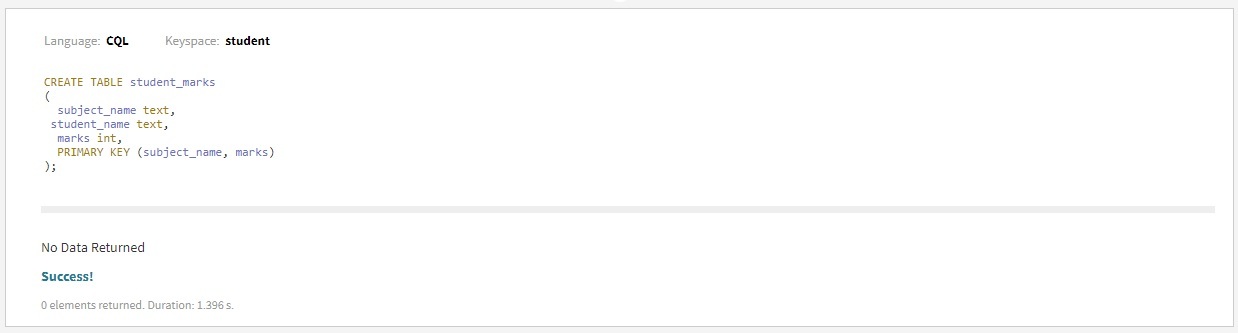 Language: CQL Keyspace: student
CREATE TABLE student_marks
(
subject_name text,
student_name text,
marks int,
PRIMARY KEY (subject_name, marks)
);
No Data Returned
Success!
0 elements returned. Duration: 1.396 s.